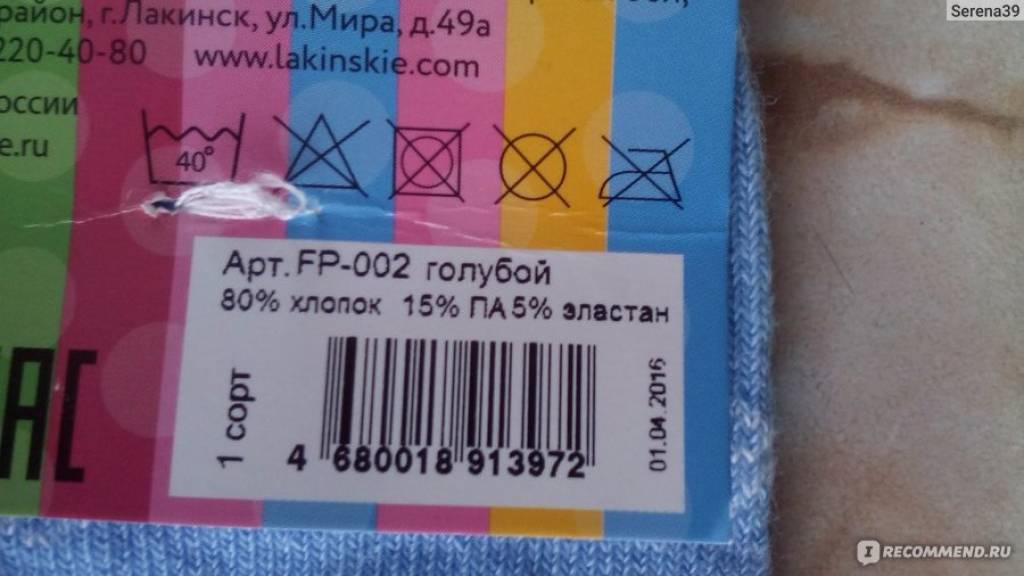 Serena39
район, г.Лакинск, ул.Мира, д.49а
220-40-80 www.lakinskie.com
оссии
e.ru
40°
Арт. FP-002 голубой
80% хлопок 15% ПА 5% эластан
1 сорт
01.04.2016
4 680018 913972
EAC
RECOMMEND.RU